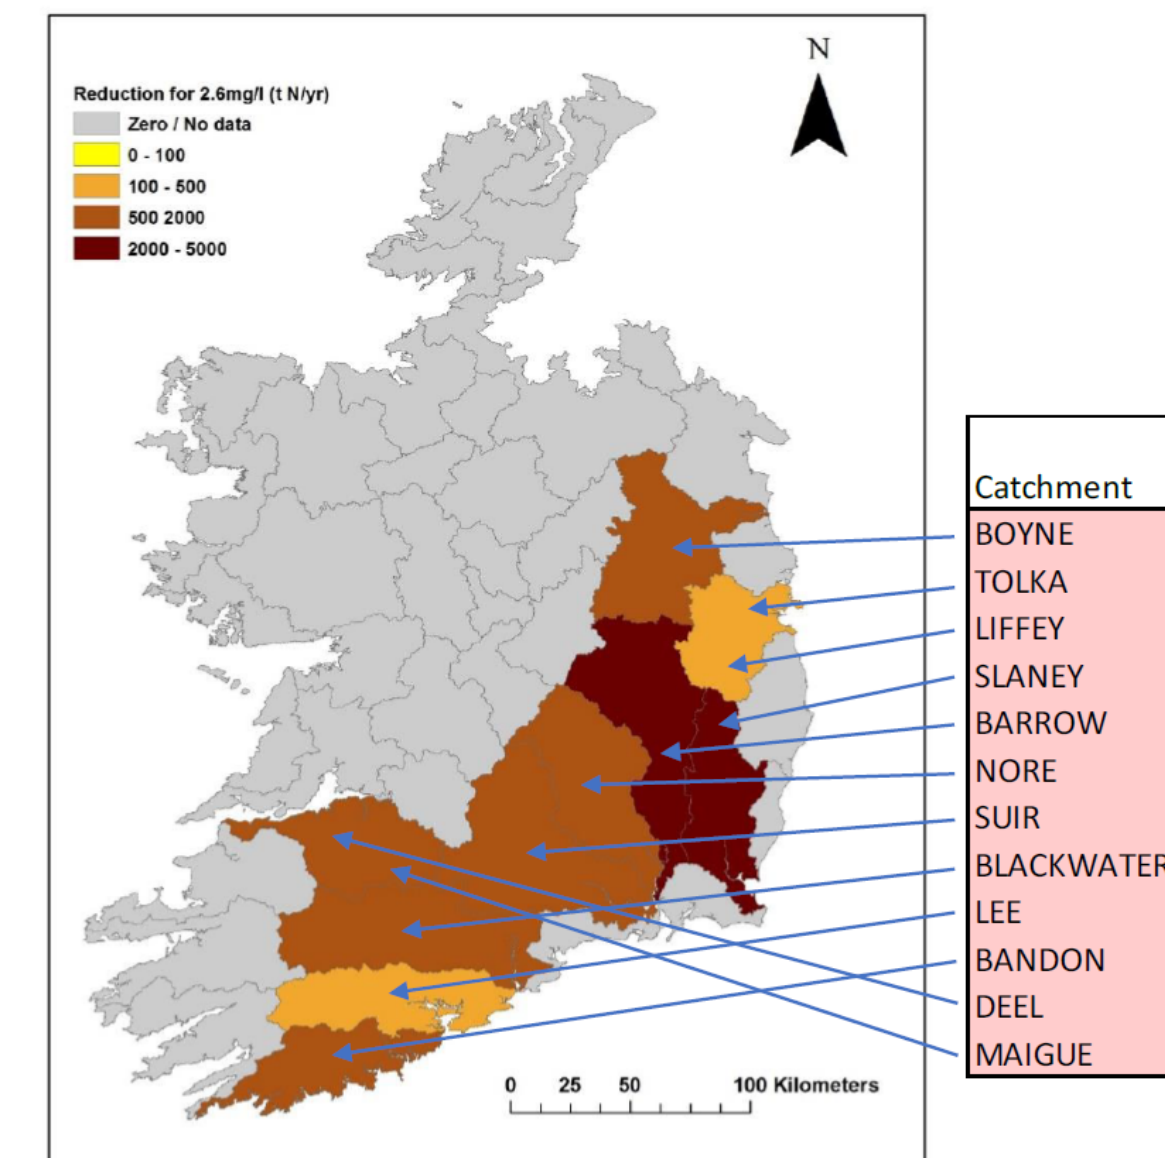 N
Reduction for 2.6mg/l (t N/yr)
Zero / No data
0 - 100
100 - 500
500 2000
2000 - 5000
Catchment
BOYNE
TOLKA
LIFFEY
SLANEY
BARROW
NORE
SUIR
BLACKWATER
LEE
BANDON
DEEL
MAIGUE
0 25 50 100 Kilometers